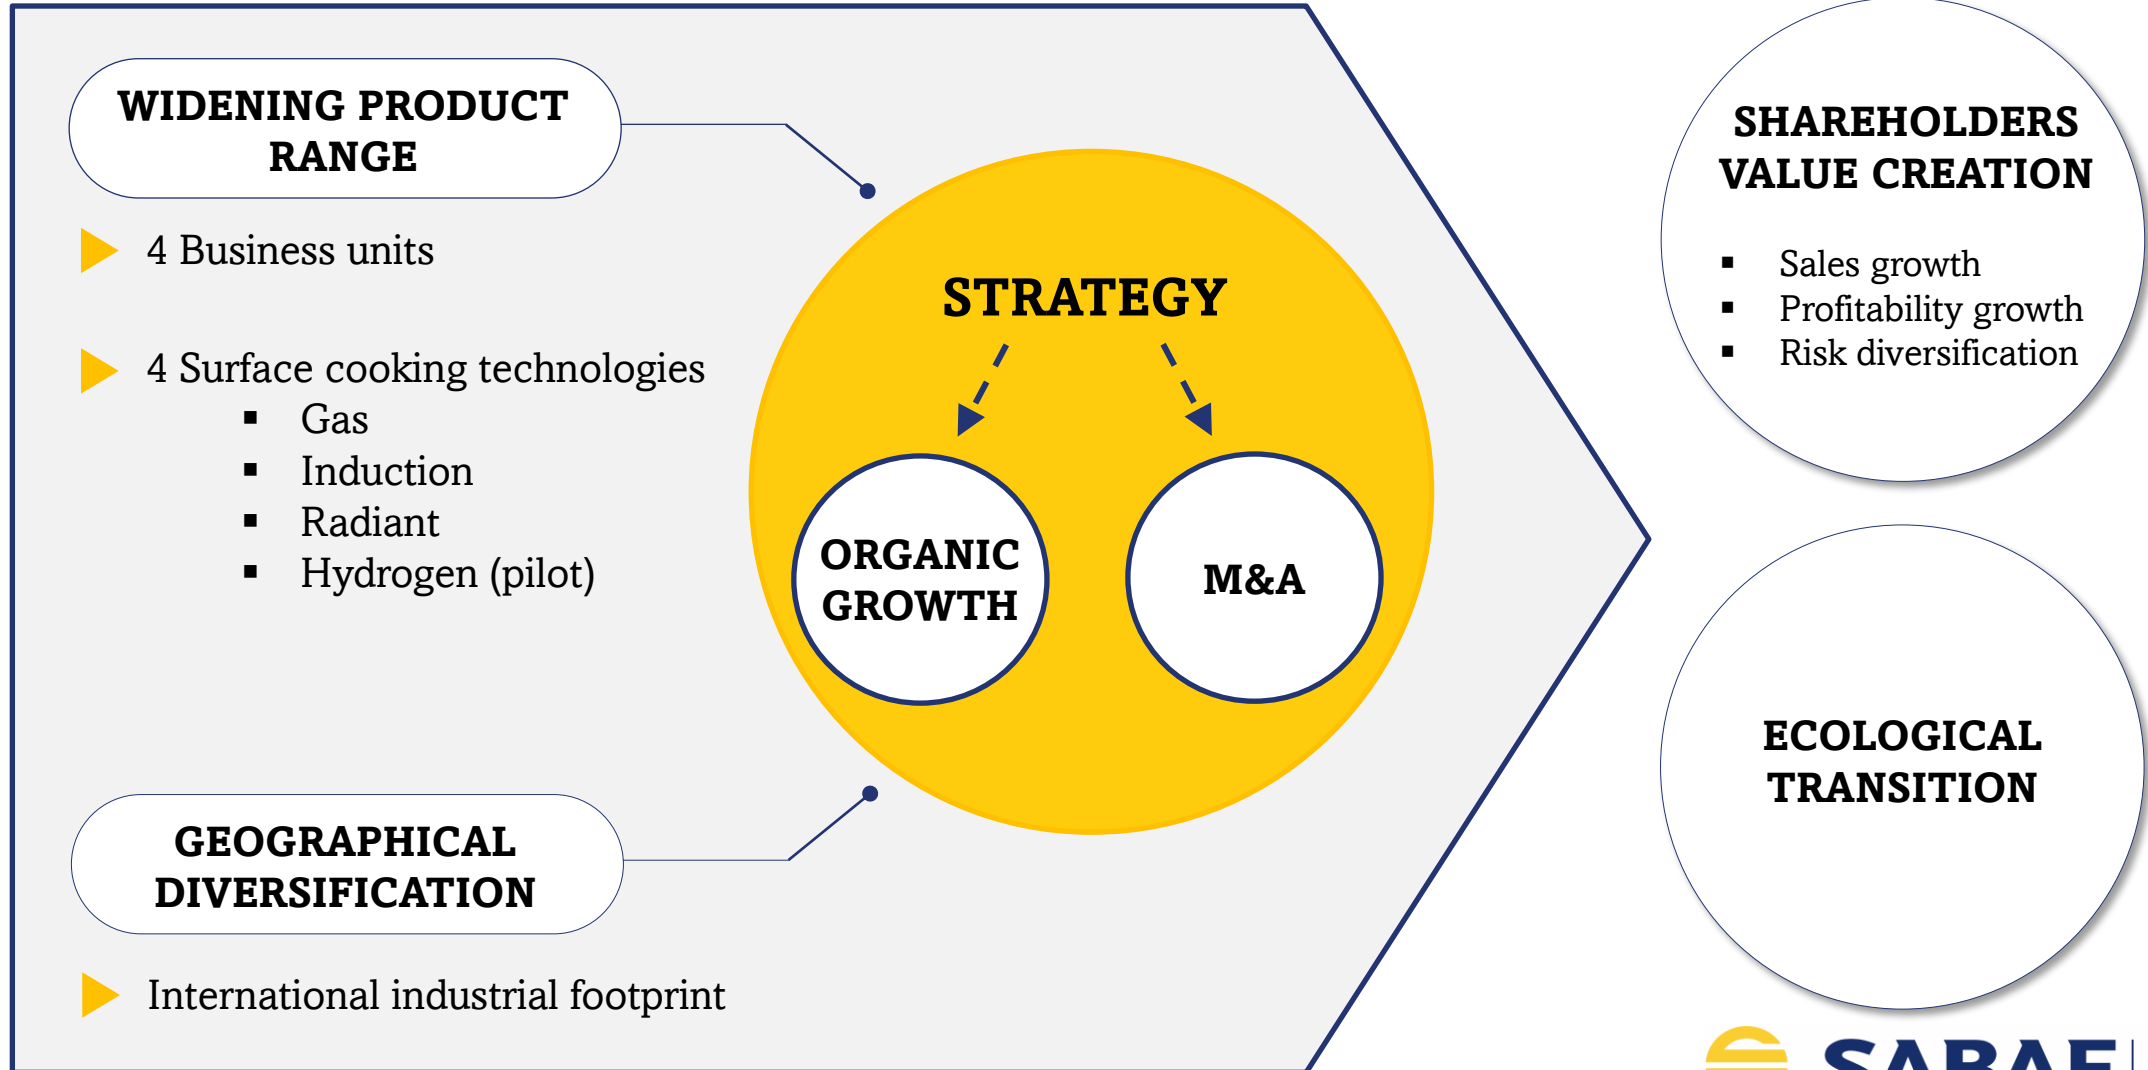 WIDENING PRODUCT
RANGE
4 Business units
4 Surface cooking technologies
▪ Gas
▪ Induction
▪ Radiant
▪ Hydrogen (pilot)
GEOGRAPHICAL
DIVERSIFICATION
International industrial footprint
STRATEGY
ORGANIC
GROWTH
M&A
SHAREHOLDERS
VALUE CREATION
▪ Sales growth
▪ Profitability growth
▪ Risk diversification
ECOLOGICAL
TRANSITION
SABAF